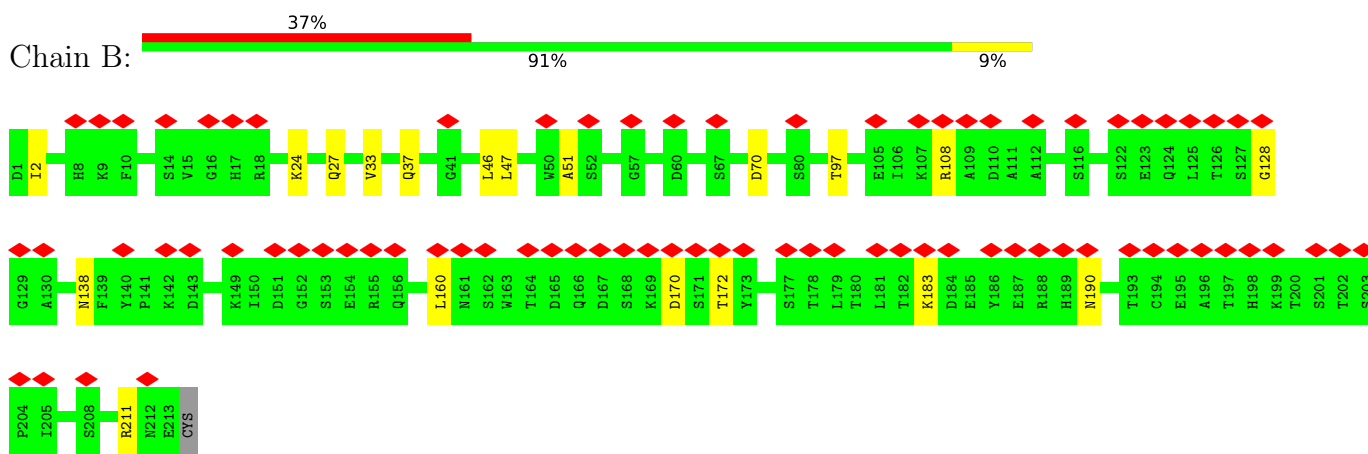 37%
Chain B:
91% 9%
D1 I2 H8 K9 F10 S14 V15 G16 H17 R18 K24 Q27 V33 Q37 G41 L46 L47 W50 A51 S52 G57 D60 S67 D70 S80 T97 E105 I106 K107 R108 A109 D110 A111 A112 S116 S122 E123 Q124 L125 T126 S127 G128
G129 A130 N138 F139 Y140 P141 K142 D143 K149 I150 D151 G152 S153 E154 R155 Q156 L160 N161 S162 W163 T164 D165 Q166 D167 S168 K169 D170 S171 T172 Y173 S177 T178 L179 T180 L181 T182 K183 D184 E185 Y186 E187 R188 H189 N190 T193 C194 E195 A196 T197 H198 K199 T200 S201 T202 S203
P204 I205 S208 R211 N212 E213 CYS